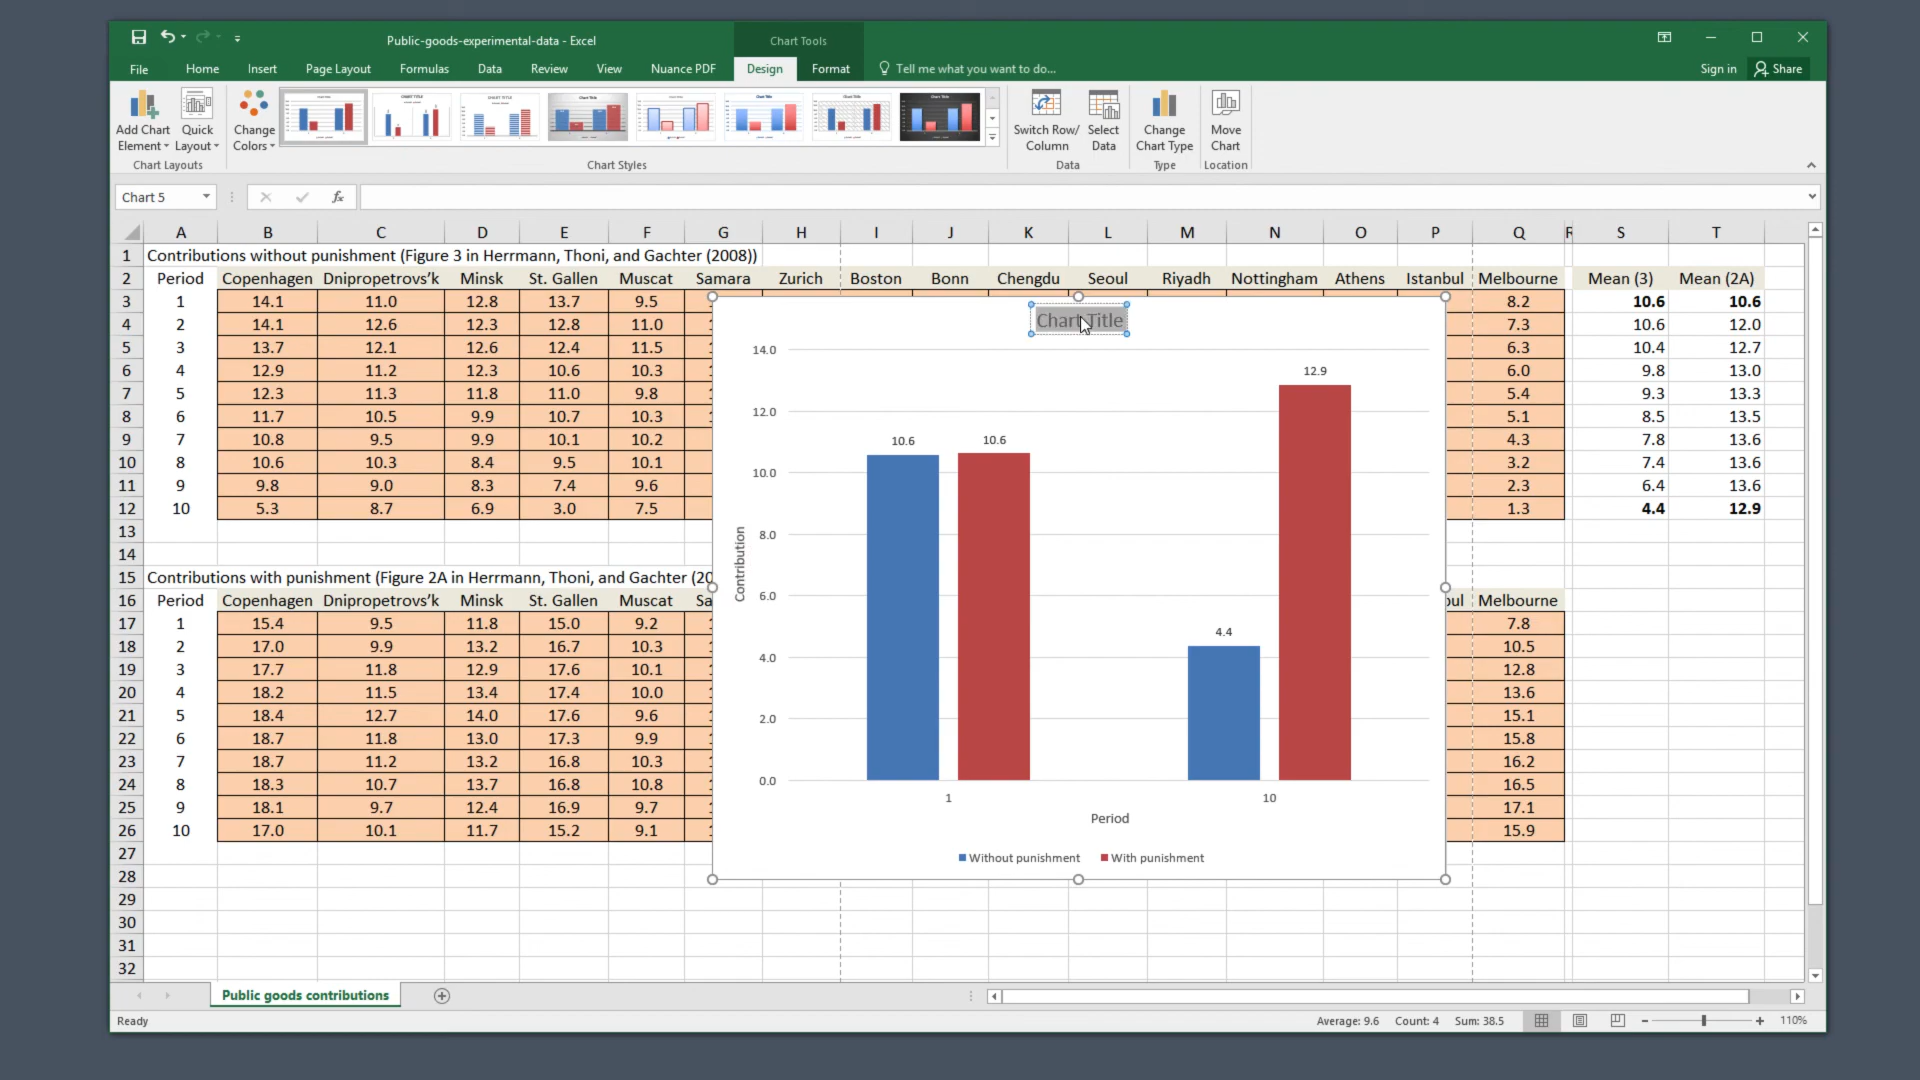 Public-goods-experimental-data - Excel
Chart Tools
File Home Insert Page Layout Formulas Data Review View Nuance PDF Design Format Tell me what you want to do... Sign in Share
Add Chart Element Quick Layout Change Colors Switch Row/ Column Select Data Change Chart Type Move Chart
Chart Layouts Chart Styles Data Type Location
Chart 5 fx
A B C D E F G H I J K L M N O P Q R S T
1 Contributions without punishment (Figure 3 in Herrmann, Thoni, and Gachter (2008))
2 Period Copenhagen Dnipropetrovs'k Minsk St. Gallen Muscat Samara Zurich Boston Bonn Chengdu Seoul Riyadh Nottingham Athens Istanbul Melbourne Mean (3) Mean (2A)
3 1 14.1 11.0 12.8 13.7 9.5 8.2 10.6 10.6
4 2 14.1 12.6 12.3 12.8 11.0 7.3 10.6 12.0
5 3 13.7 12.1 12.6 12.4 11.5 6.3 10.4 12.7
6 4 12.9 11.2 12.3 10.6 10.3 6.0 9.8 13.0
7 5 12.3 11.3 11.8 11.0 9.8 5.4 9.3 13.3
8 6 11.7 10.5 9.9 10.7 10.3 5.1 8.5 13.5
9 7 10.8 9.5 9.9 10.1 10.2 4.3 7.8 13.6
10 8 10.6 10.3 8.4 9.5 10.1 3.2 7.4 13.6
11 9 9.8 9.0 8.3 7.4 9.6 2.3 6.4 13.6
12 10 5.3 8.7 6.9 3.0 7.5 1.3 4.4 12.9
13
14
15 Contributions with punishment (Figure 2A in Herrmann, Thoni, and Gachter (20
16 Period Copenhagen Dnipropetrovs'k Minsk St. Gallen Muscat Sa bul Melbourne
17 1 15.4 9.5 11.8 15.0 9.2 7.8
18 2 17.0 9.9 13.2 16.7 10.3 10.5
19 3 17.7 11.8 12.9 17.6 10.1 12.8
20 4 18.2 11.5 13.4 17.4 10.0 13.6
21 5 18.4 12.7 14.0 17.6 9.6 15.1
22 6 18.7 11.8 13.0 17.3 9.9 15.8
23 7 18.7 11.2 13.2 16.8 10.3 16.2
24 8 18.3 10.7 13.7 16.8 10.8 16.5
25 9 18.1 9.7 12.4 16.9 9.7 17.1
26 10 17.0 10.1 11.7 15.2 9.1 15.9
27
28
29
30
31
32
Chart Title
14.0
12.9
12.0
10.6 10.6
10.0
8.0
Contribution
6.0
4.4
4.0
2.0
0.0
1 10
Period
Without punishment With punishment
Public goods contributions
Ready Average: 9.6 Count: 4 Sum: 38.5 110%